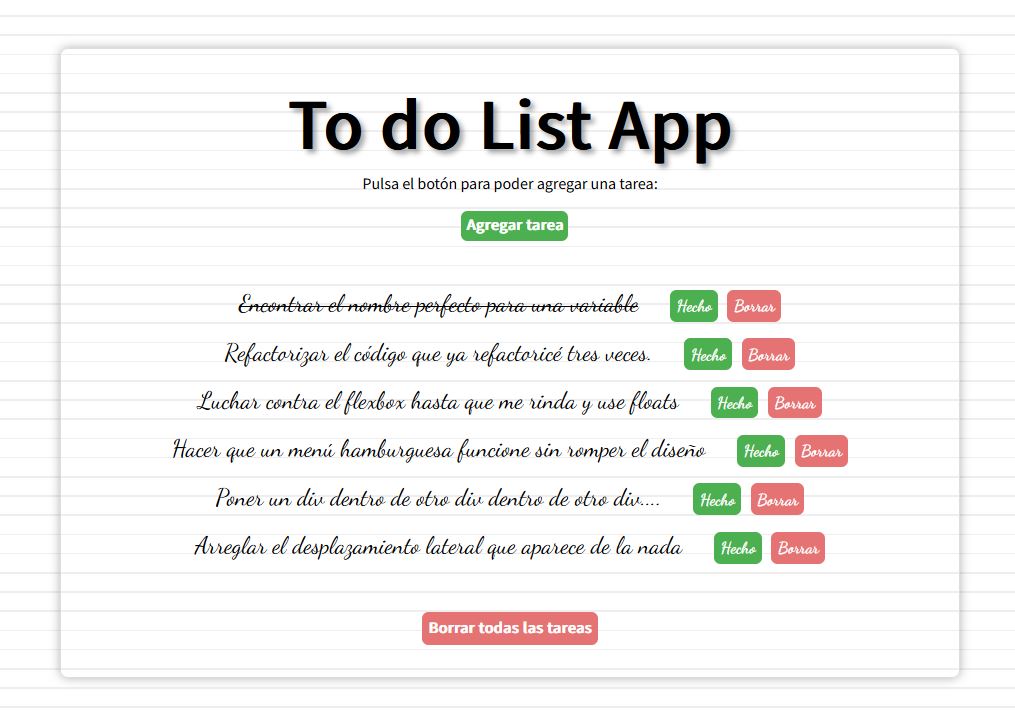 To do List App
Pulsa el botón para poder agregar una tarea:
Agregar tarea
Encontrar el nombre perfecto para una variable Hecho Borrar
Refactorizar el código que ya refactoricé tres veces. Hecho Borrar
Luchar contra el flexbox hasta que me rinda y use floats Hecho Borrar
Hacer que un menú hamburguesa funcione sin romper el diseño Hecho Borrar
Poner un div dentro de otro div dentro de otro div.... Hecho Borrar
Arreglar el desplazamiento lateral que aparece de la nada Hecho Borrar
Borrar todas las tareas